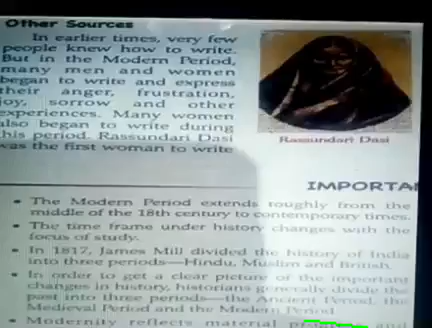 Other Sources
In earlier times, very few
people knew how to write.
But in the Modern Period,
many men and women
began to write and express
their anger, frustration,
joy, sorrow and other
experiences. Many women
also began to write during
his period. Rassundari Dasi
was the first woman to write
Rassundari Dasi
IMPORTA
• The Modern Period extends roughly from the
middle of the 18th century to contemporary times.
• The time frame under history changes with the
focus of study.
• In 1817, James Mill divided the history of India
into three periods—Hindu, Muslim and British.
• In order to get a clear picture of the important
changes in history, historians generally divide the
past into three periods—the Ancient Period, the
Medieval Period and the Modern Period.
• Modernity reflects material